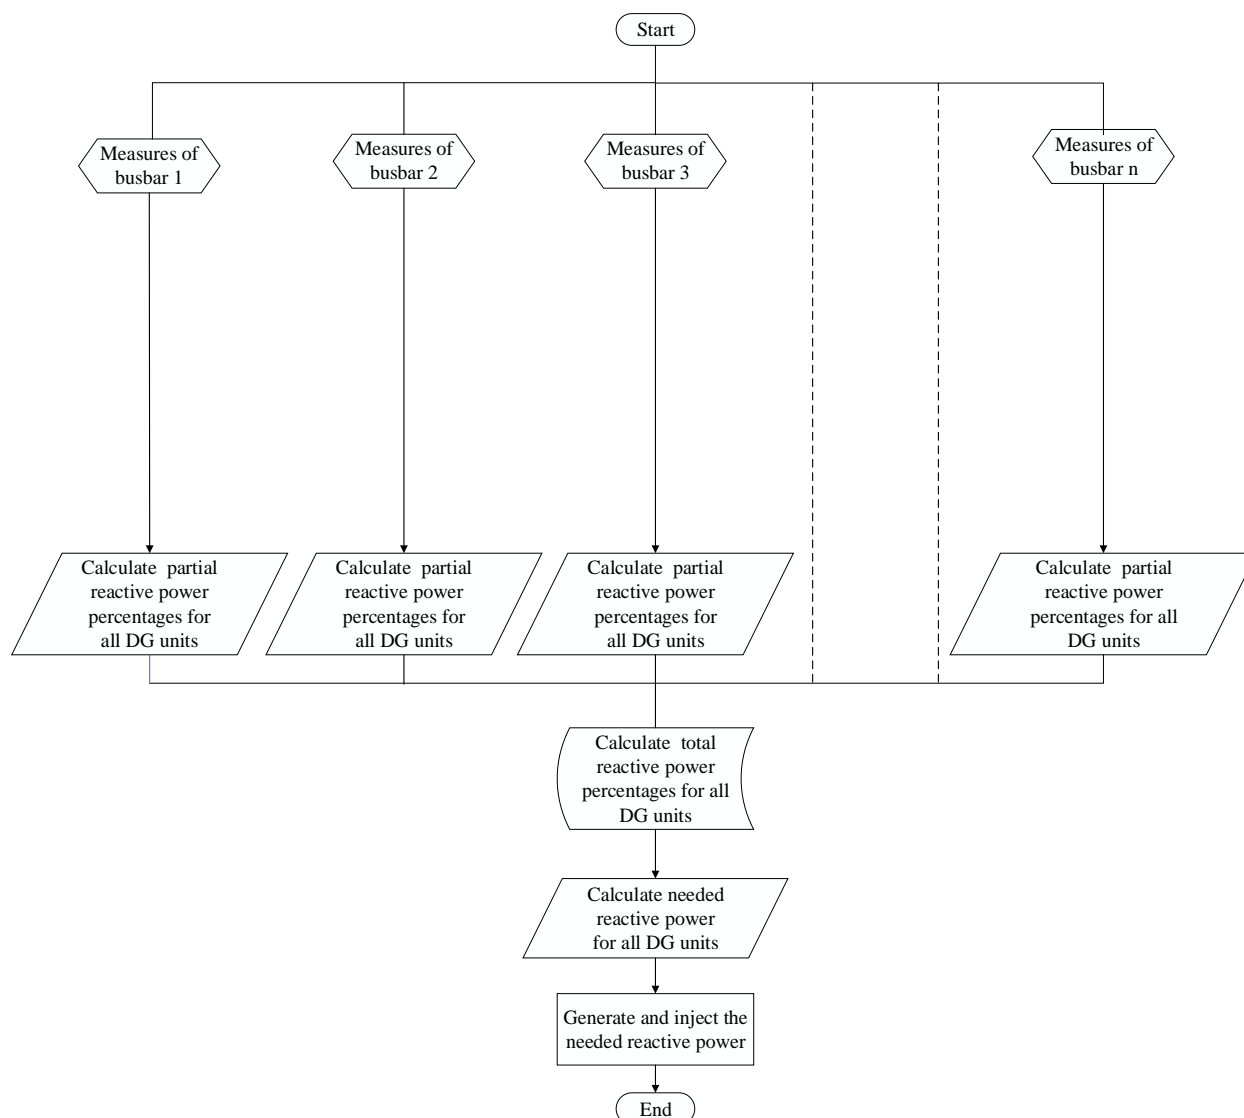 Start
Measures of
busbar 1
Measures of
busbar 2
Measures of
busbar 3
Measures of
busbar n
Calculate partial
reactive power
percentages for
all DG units
Calculate partial
reactive power
percentages for
all DG units
Calculate partial
reactive power
percentages for
all DG units
Calculate partial
reactive power
percentages for all
DG units
Calculate total
reactive power
percentages for all
DG units
Calculate needed
reactive power
for all DG units
Generate and inject the
needed reactive power
End